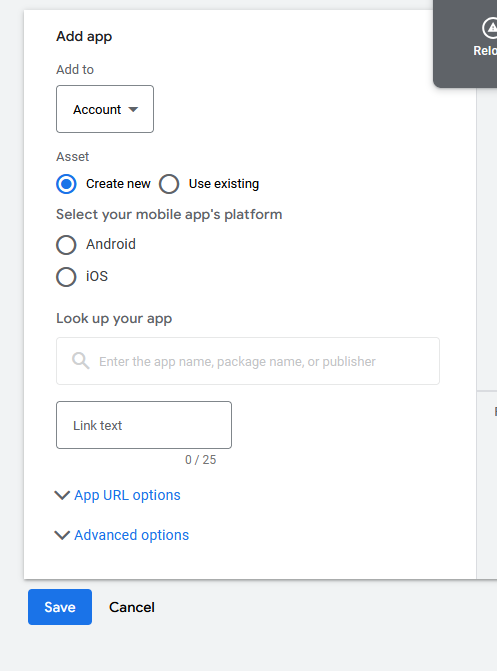 Add app
Add to
Account
Asset
Create new
Use existing
Select your mobile app's platform
Android
iOS
Look up your app
Enter the app name, package name, or publisher
Link text
0 / 25
App URL options
Advanced options
Save
Cancel